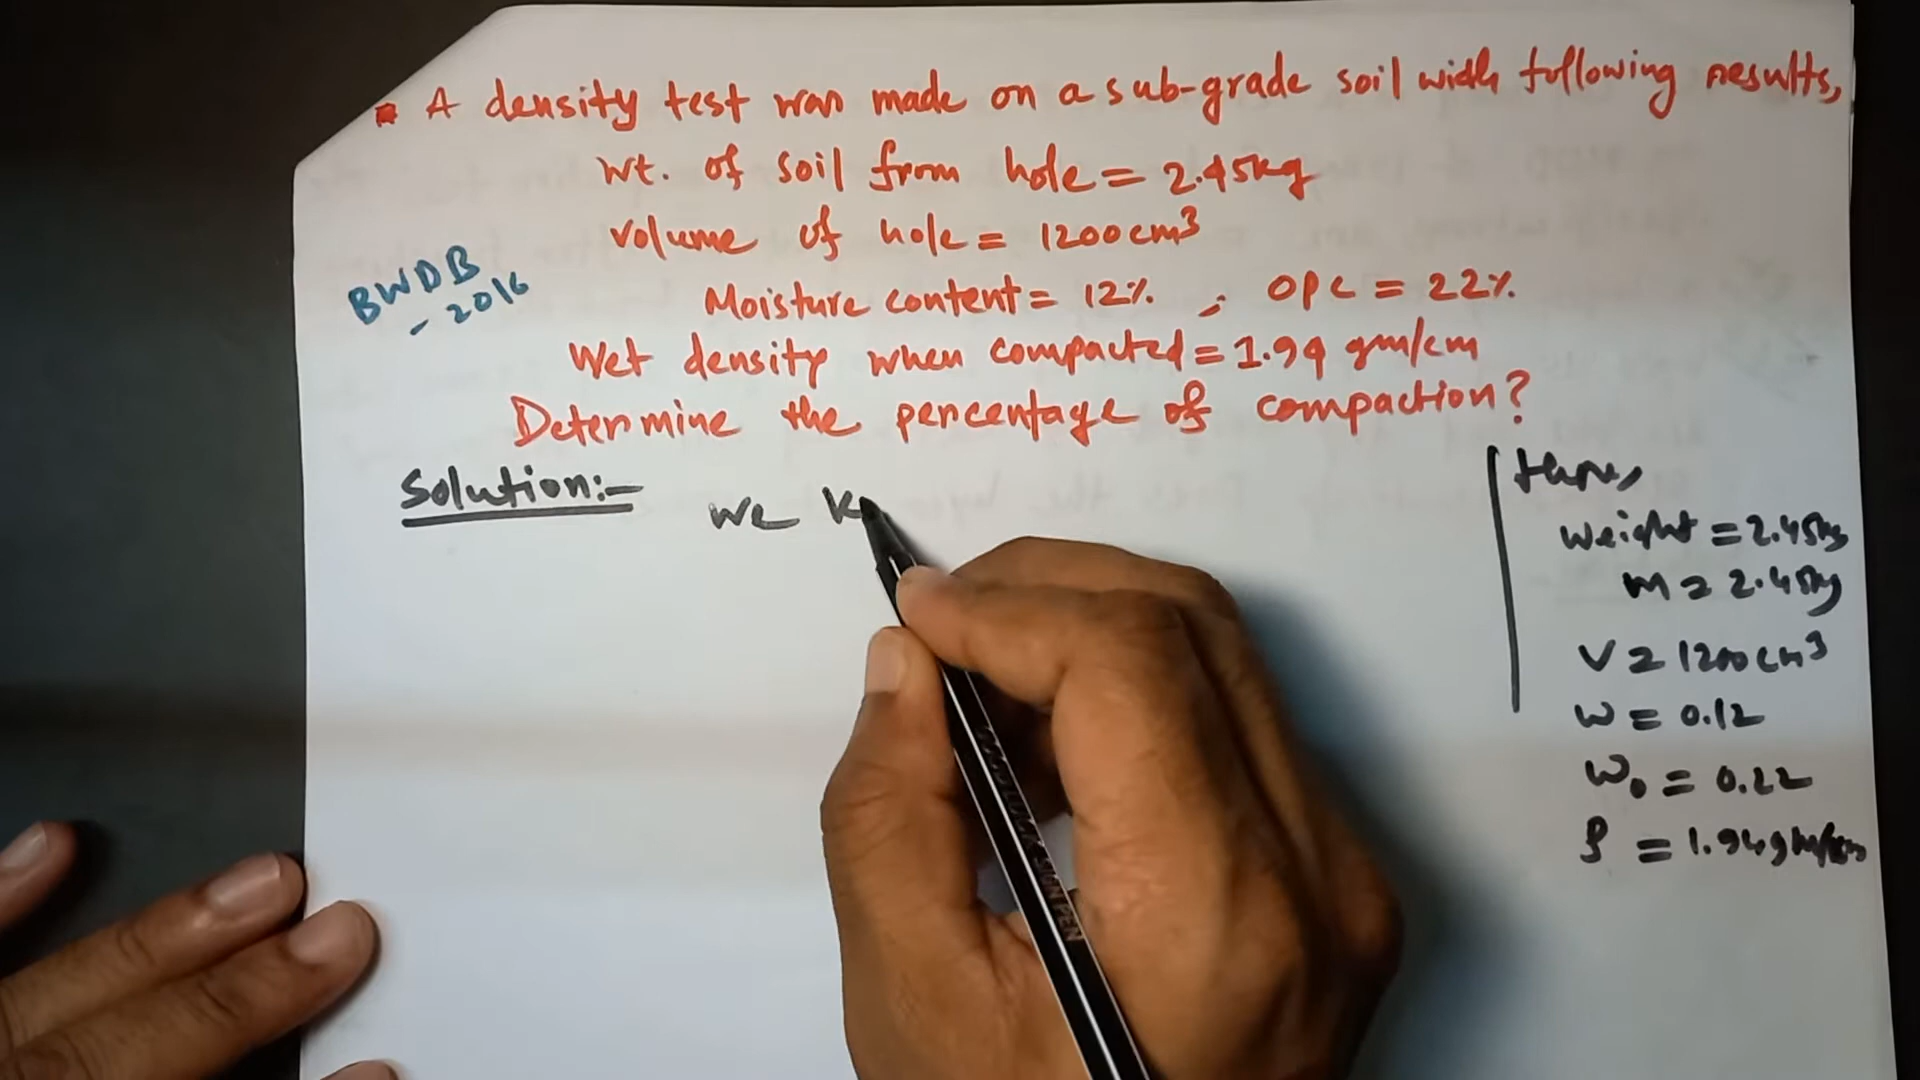 A density test was made on a sub-grade soil with following results,
wt. of soil from hole = 2.45kg
volume of hole = 1200cm³
Moisture content = 12%, OPC = 22%
Wet density when compacted = 1.94 gm/cm
Determine the percentage of compaction?
BWDB
- 2016
Solution:-
we K
weight = 2.45kg
m = 2.45kg
V = 1200cm³
w = 0.12
w₀ = 0.22
ρ = 1.94gm/cm
SIGN PEN